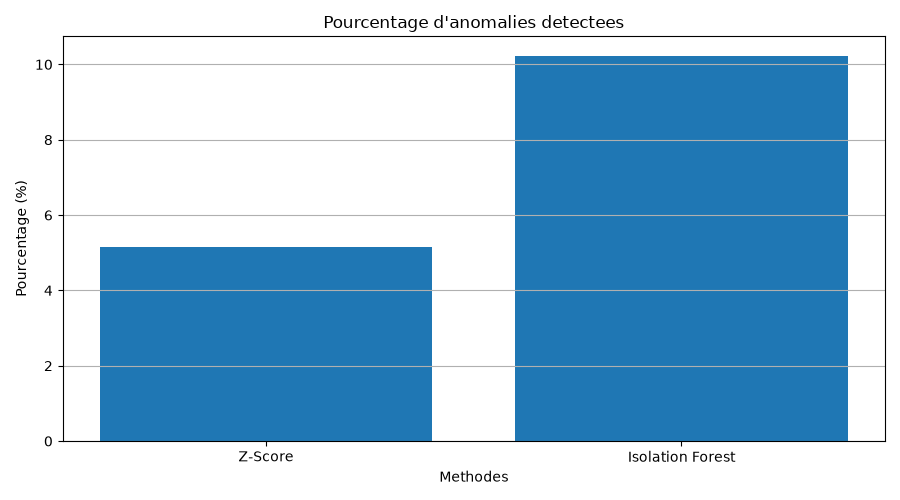 Pourcentage d'anomalies detectees
Pourcentage (%)
10
8
6
4
2
0
Z-Score
Isolation Forest
Methodes